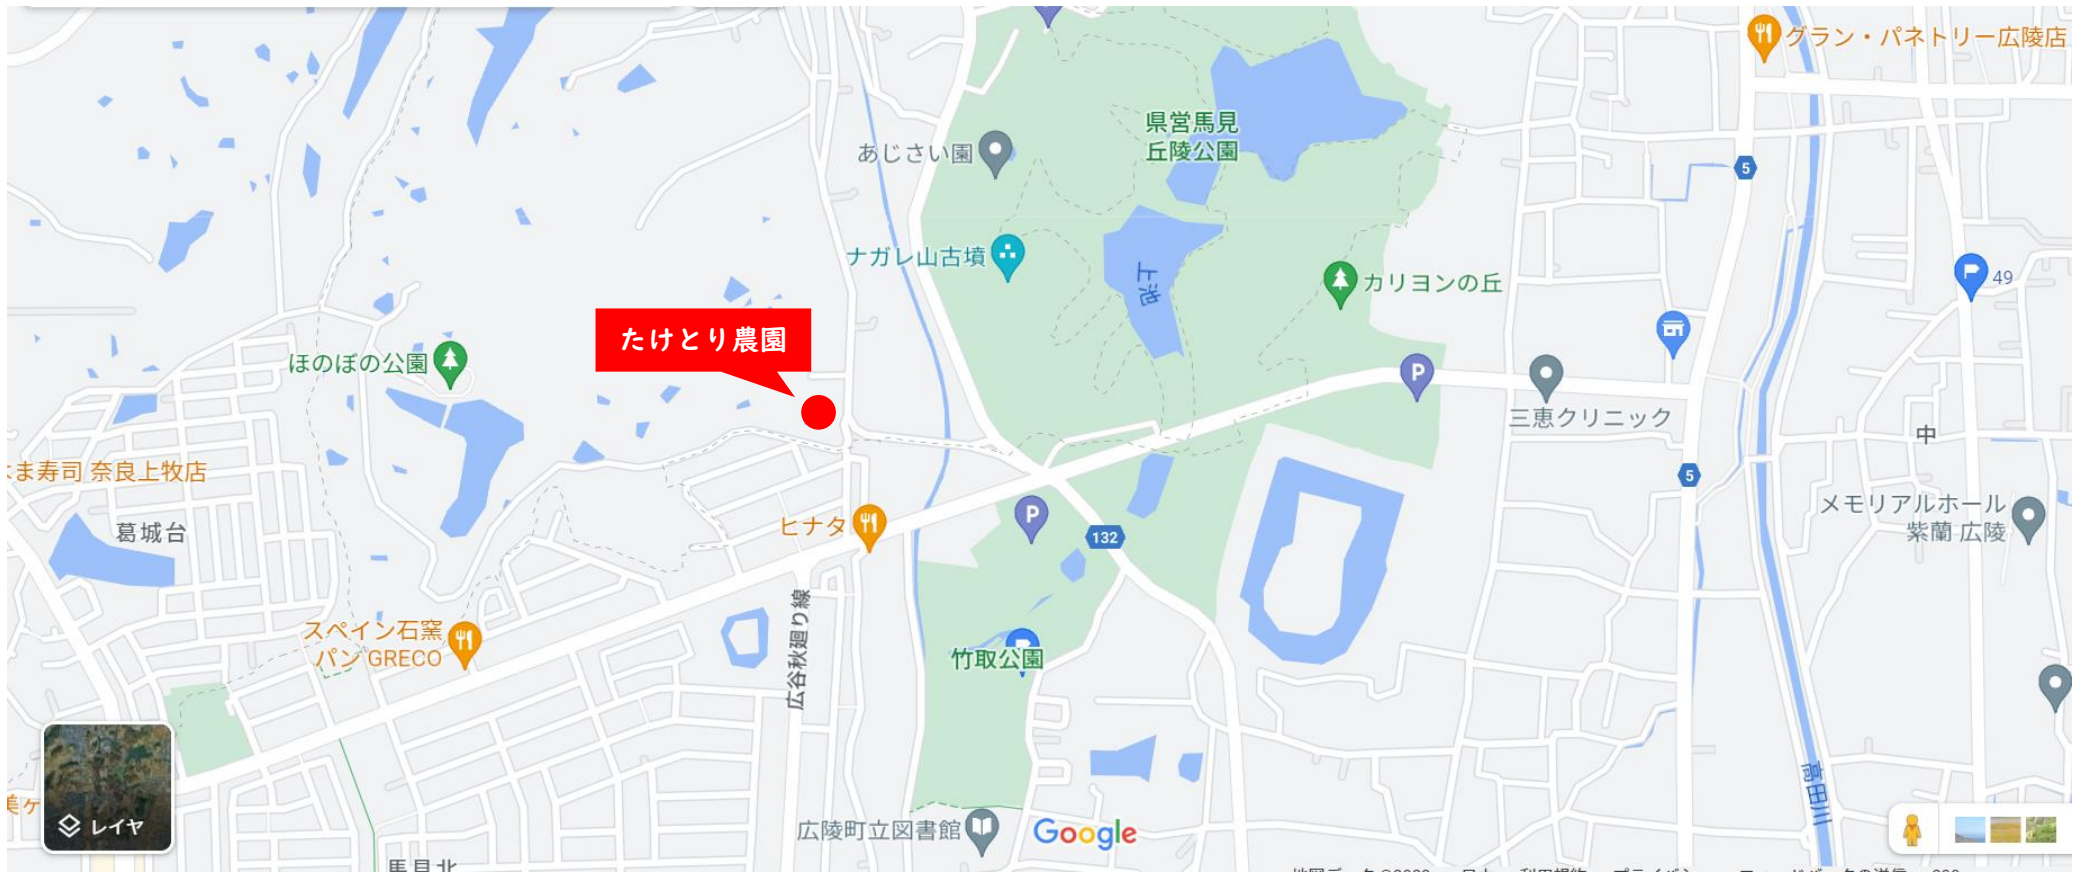 グラン・パネトリー広陵店
県営馬見
丘陵公園
あじさい園
5
ナガレ山古墳
上池
カリヨンの丘
49
たけとり農園
ほのぼの公園
P
三恵クリニック
中
ま寿司 奈良上牧店
5
メモリアルホール
紫蘭 広陵
葛城台
ヒナタ
P
132
スペイン石窯
パン GRECO
広谷秋廻り線
竹取公園
高田川
レイヤ
広陵町立図書館
Google
馬見北